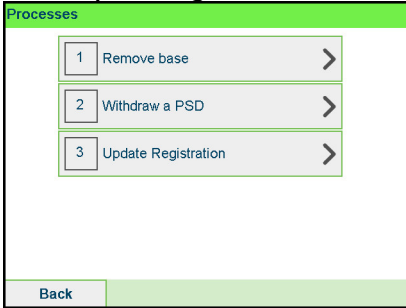 Processes
1 Remove base
2 Withdraw a PSD
3 Update Registration
Back